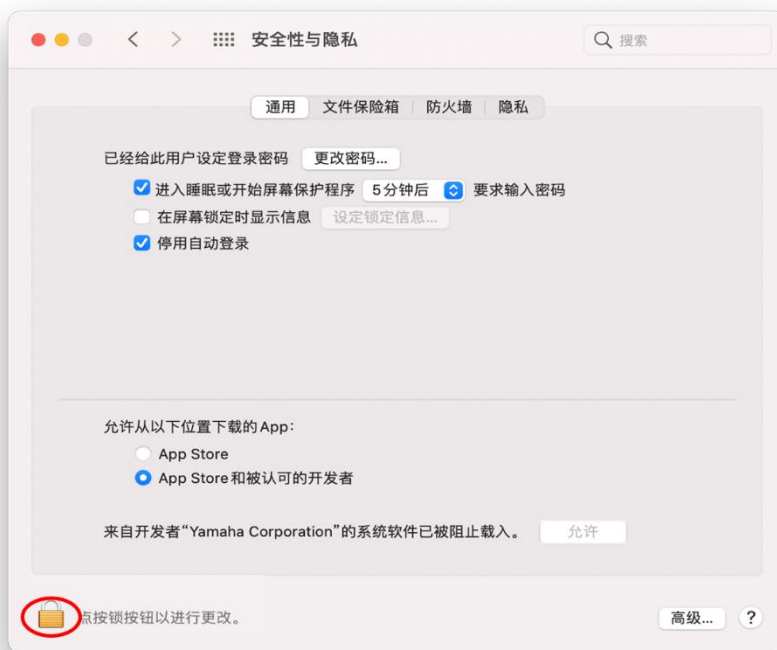 安全性与隐私
搜索
通用 文件保险箱 防火墙 隐私
已经给此用户设定登录密码 更改密码...
进入睡眠或开始屏幕保护程序 5分钟后 要求输入密码
在屏幕锁定时显示信息 设定锁定信息...
停用自动登录
允许从以下位置下载的App：
App Store
App Store和被认可的开发者
来自开发者“Yamaha Corporation”的系统软件已被阻止载入。 允许
点按锁按钮以进行更改。 高级... ?